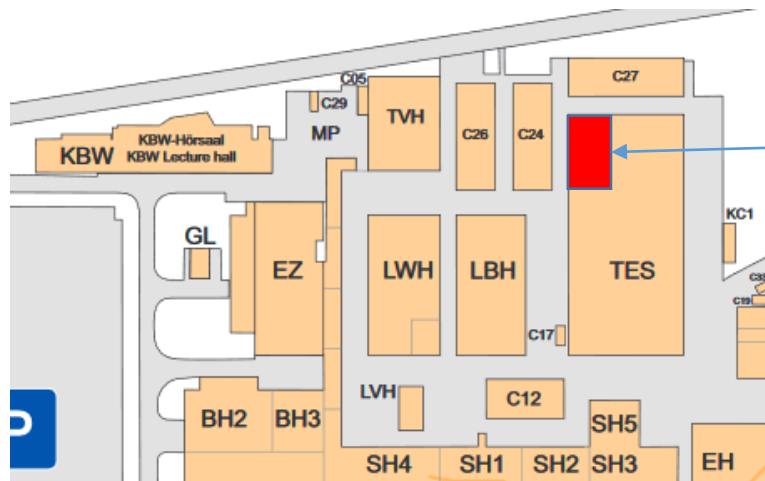 C05
C27
C29
TVH
MP
C26
C24
KBW-Hörsaal
KBW Lecture hall
KBW
KC1
GL
EZ
LWH
LBH
TES
C19
C17
LVH
C12
BH2
BH3
SH5
SH4
SH1
SH2
SH3
EH
P